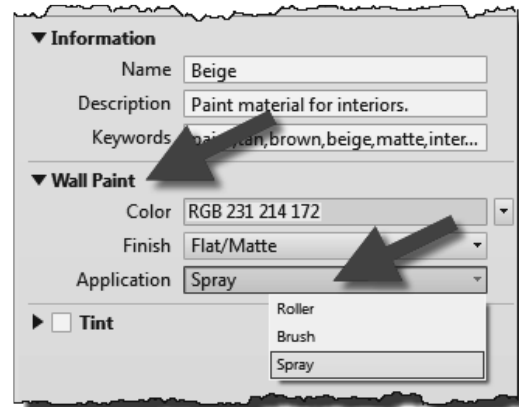 Information
Name Beige
Description Paint material for interiors.
Keywords brown,beige,matte,inter...
Wall Paint
Color RGB 231 214 172
Finish Flat/Matte
Application Spray
Roller
Brush
Spray
Tint